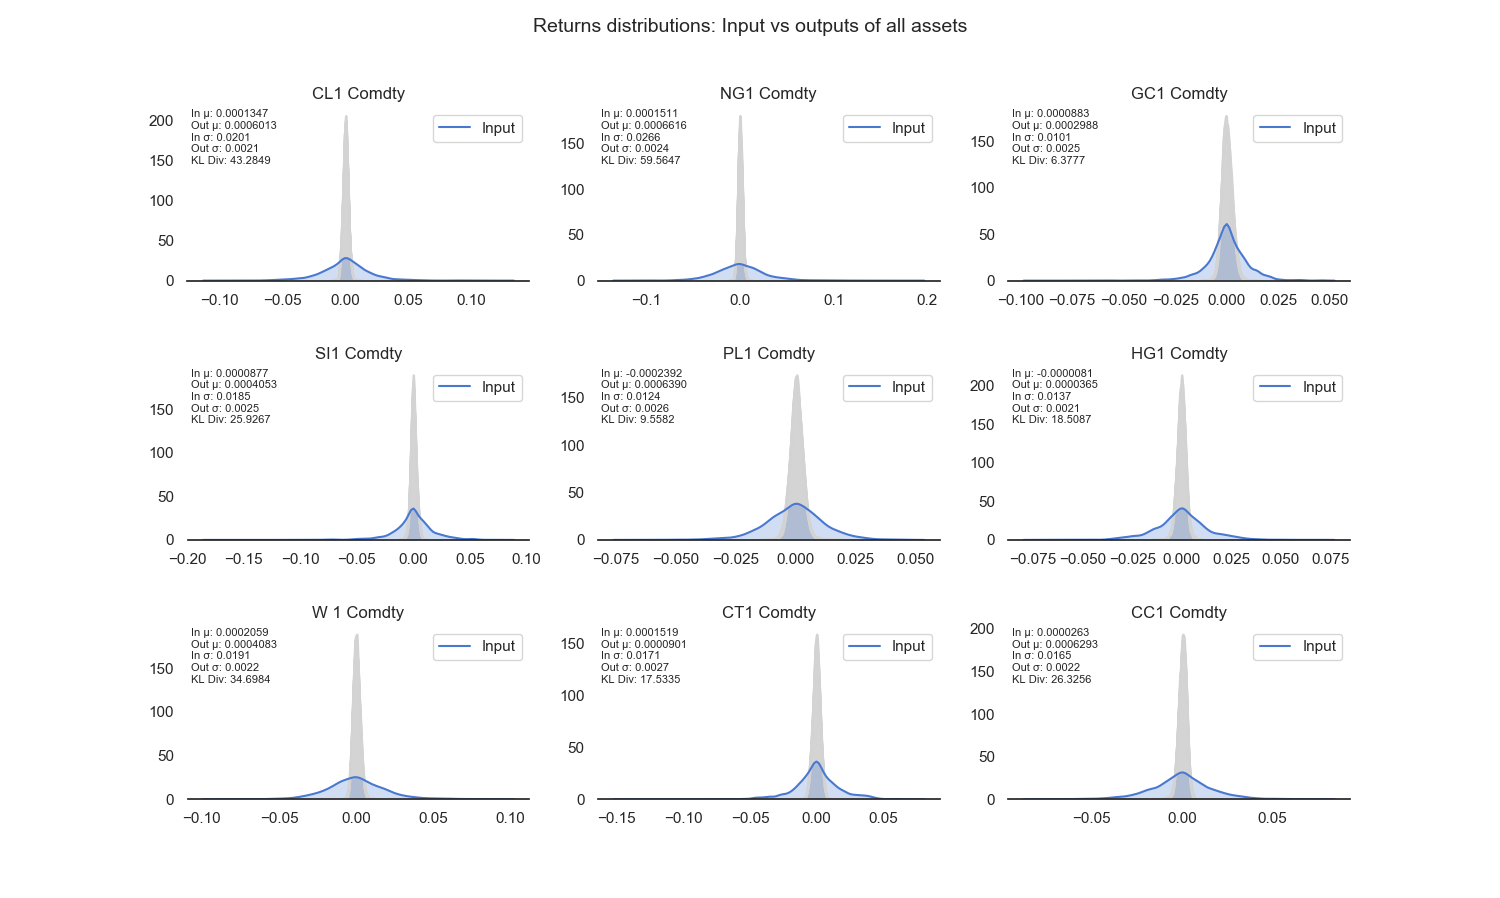 Returns distributions: Input vs outputs of all assets
CL1 Comdty
In μ: 0.0001347
Out μ: 0.0006013
In σ: 0.0201
Out σ: 0.0021
KL Div: 43.2849
Input
200
150
100
50
0
−0.10 −0.05 0.00 0.05 0.10
NG1 Comdty
In μ: 0.0001511
Out μ: 0.0006616
In σ: 0.0266
Out σ: 0.0024
KL Div: 59.5647
Input
150
100
50
0
−0.1 0.0 0.1 0.2
GC1 Comdty
In μ: 0.0000883
Out μ: 0.0002988
In σ: 0.0101
Out σ: 0.0025
KL Div: 6.3777
Input
150
100
50
0
−0.100 −0.075 −0.050 −0.025 0.000 0.025 0.050
SI1 Comdty
In μ: 0.0000877
Out μ: 0.0004053
In σ: 0.0185
Out σ: 0.0025
KL Div: 25.9267
Input
150
100
50
0
−0.20 −0.15 −0.10 −0.05 0.00 0.05 0.10
PL1 Comdty
In μ: -0.0002392
Out μ: 0.0006390
In σ: 0.0124
Out σ: 0.0026
KL Div: 9.5582
Input
150
100
50
0
−0.075 −0.050 −0.025 0.000 0.025 0.050
HG1 Comdty
In μ: -0.0000081
Out μ: 0.0000365
In σ: 0.0137
Out σ: 0.0021
KL Div: 18.5087
Input
200
150
100
50
0
−0.075 −0.050 −0.025 0.000 0.025 0.050 0.075
W 1 Comdty
In μ: 0.0002059
Out μ: 0.0004083
In σ: 0.0191
Out σ: 0.0022
KL Div: 34.6984
Input
150
100
50
0
−0.10 −0.05 0.00 0.05 0.10
CT1 Comdty
In μ: 0.0001519
Out μ: 0.0000901
In σ: 0.0171
Out σ: 0.0027
KL Div: 17.5335
Input
150
100
50
0
−0.15 −0.10 −0.05 0.00 0.05
CC1 Comdty
In μ: 0.0000263
Out μ: 0.0006293
In σ: 0.0165
Out σ: 0.0022
KL Div: 26.3256
Input
200
150
100
50
0
−0.05 0.00 0.05